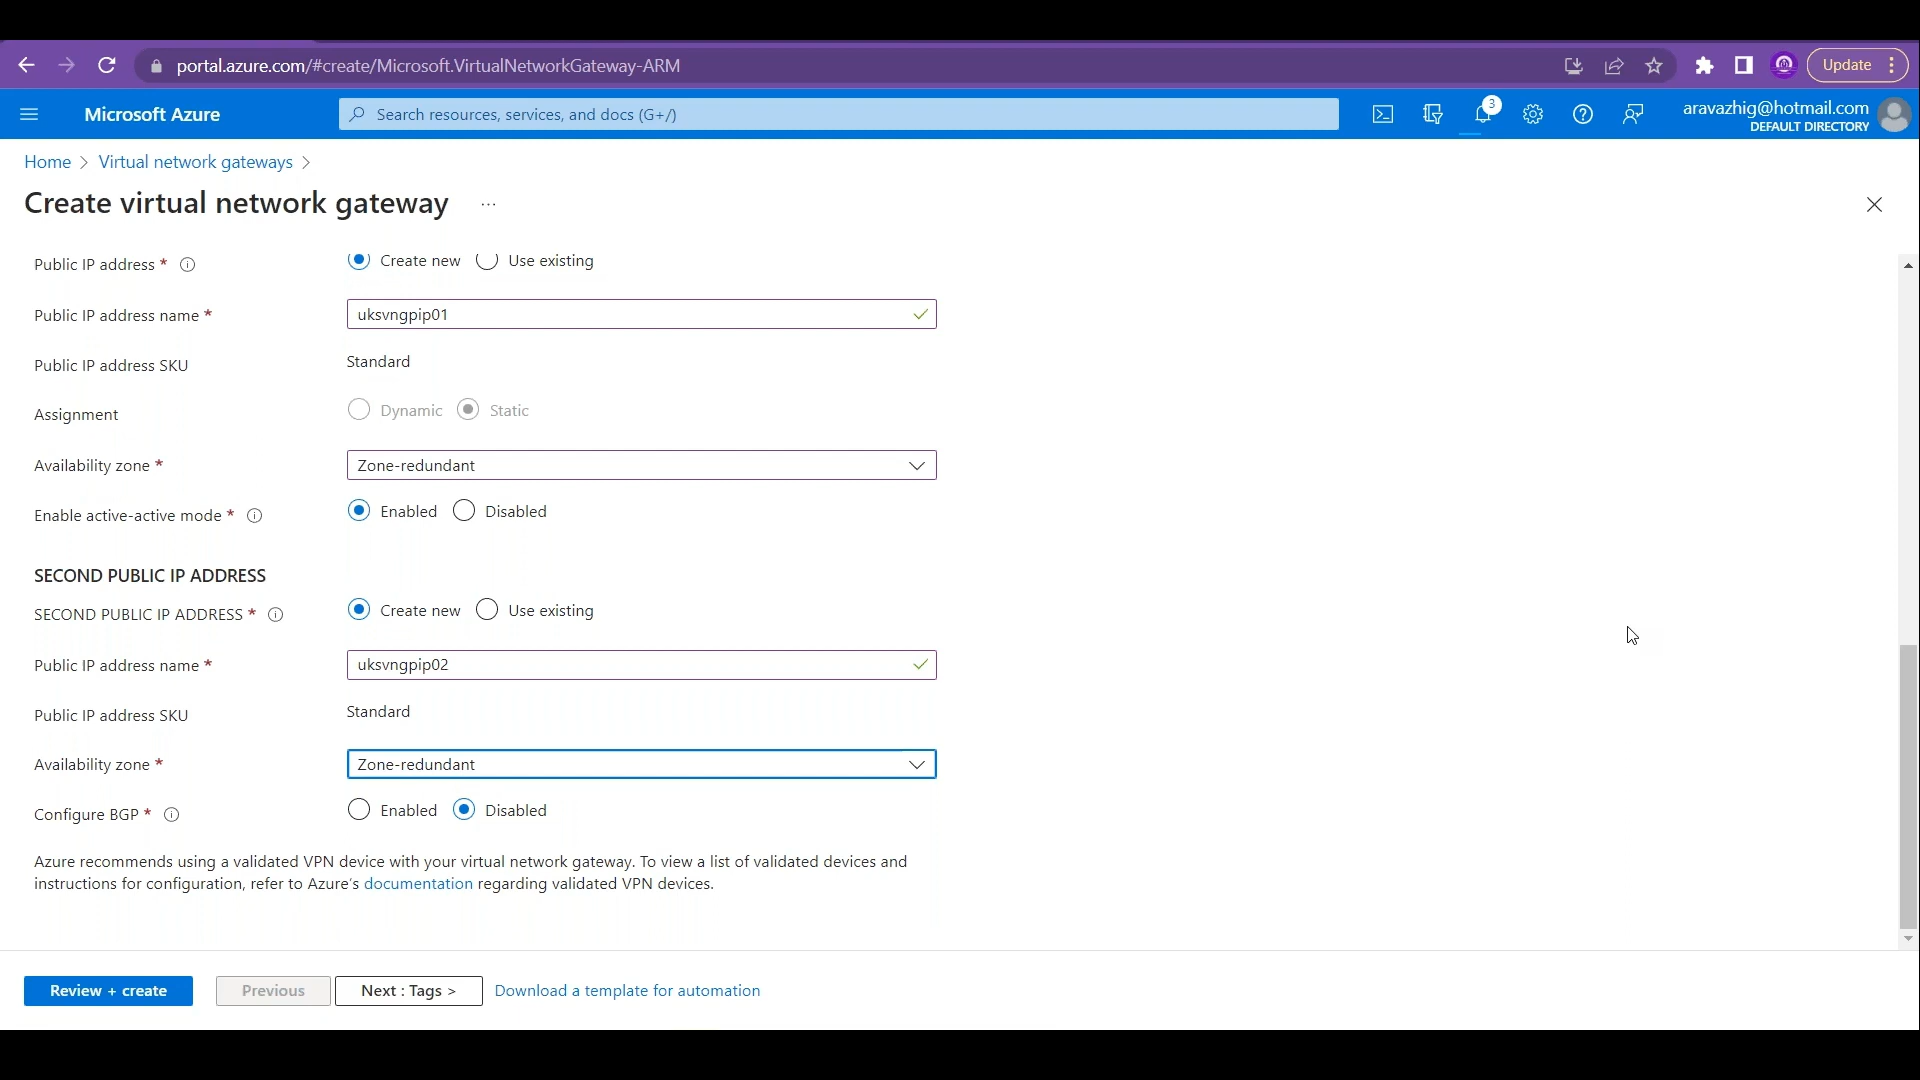 portal.azure.com/#create/Microsoft.VirtualNetworkGateway-ARM
Update
Microsoft Azure
Search resources, services, and docs (G+/)
3
aravazhig@hotmail.com
DEFAULT DIRECTORY
Home > Virtual network gateways >
Create virtual network gateway ...
Public IP address * Create new Use existing
Public IP address name * uksvngpip01
Public IP address SKU Standard
Assignment Dynamic Static
Availability zone * Zone-redundant
Enable active-active mode * Enabled Disabled
SECOND PUBLIC IP ADDRESS
SECOND PUBLIC IP ADDRESS * Create new Use existing
Public IP address name * uksvngpip02
Public IP address SKU Standard
Availability zone * Zone-redundant
Configure BGP * Enabled Disabled
Azure recommends using a validated VPN device with your virtual network gateway. To view a list of validated devices and
instructions for configuration, refer to Azure's documentation regarding validated VPN devices.
Review + create Previous Next : Tags > Download a template for automation